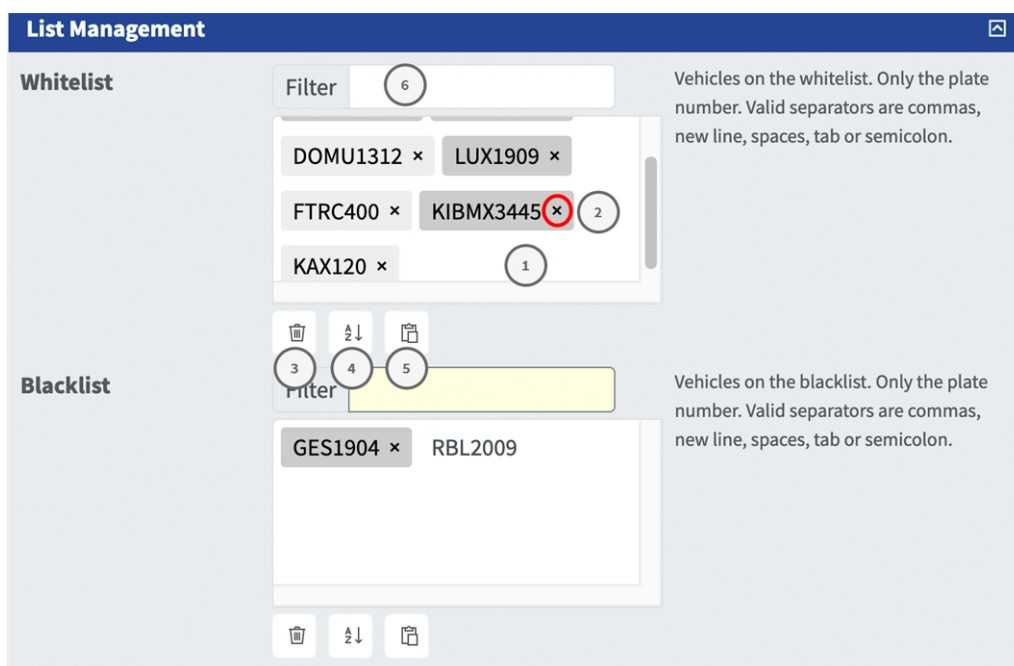 List Management
Whitelist
Filter
6
Vehicles on the whitelist. Only the plate
number. Valid separators are commas,
new line, spaces, tab or semicolon.
DOMU1312 ×
LUX1909 ×
FTRC400 ×
KIBMX3445 ×
2
KAX120 ×
1
3
4
5
Blacklist
Filter
Vehicles on the blacklist. Only the plate
number. Valid separators are commas,
new line, spaces, tab or semicolon.
GES1904 ×
RBL2009